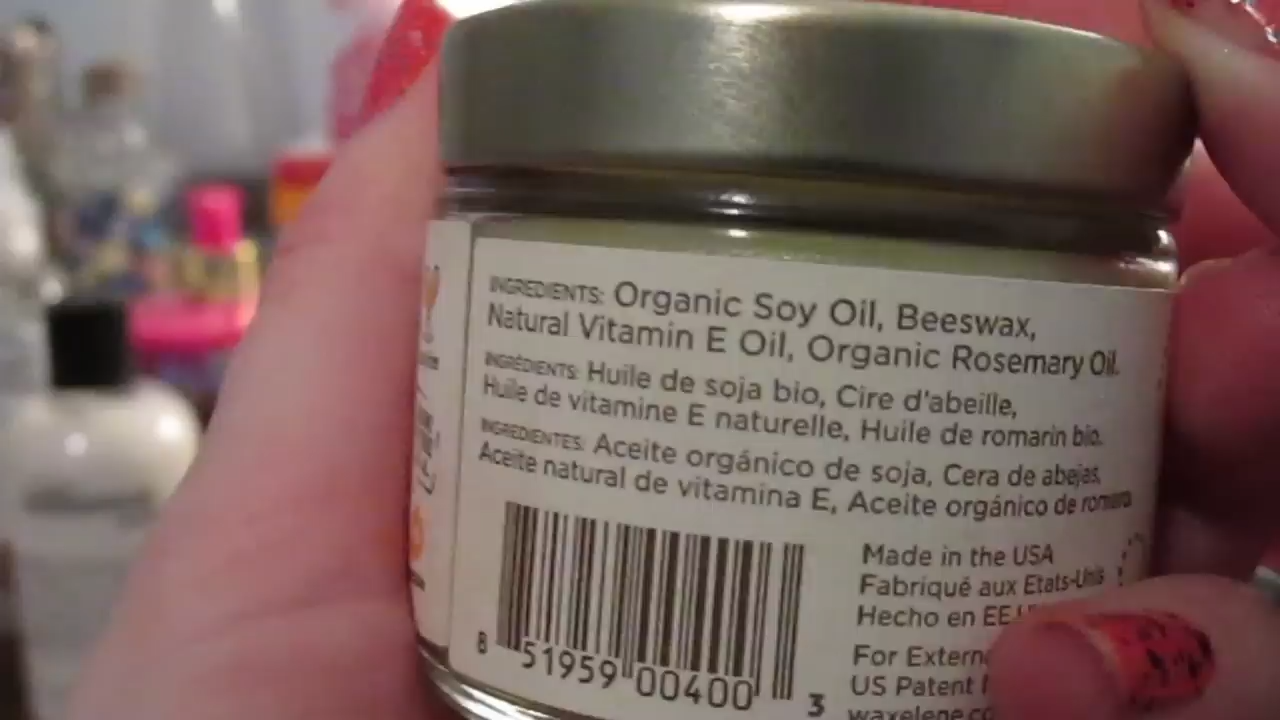 INGREDIENTS: Organic Soy Oil, Beeswax,
Natural Vitamin E Oil, Organic Rosemary Oil.
INGRÉDIENTS: Huile de soja bio, Cire d'abeille,
Huile de vitamine E naturelle, Huile de romarin bio.
INGREDIENTES: Aceite orgánico de soja, Cera de abejas,
Aceite natural de vitamina E, Aceite orgánico de
8 51959 00400 3
Made in the USA
Fabriqué aux Etats-Unis
Hecho en
For
US Patent